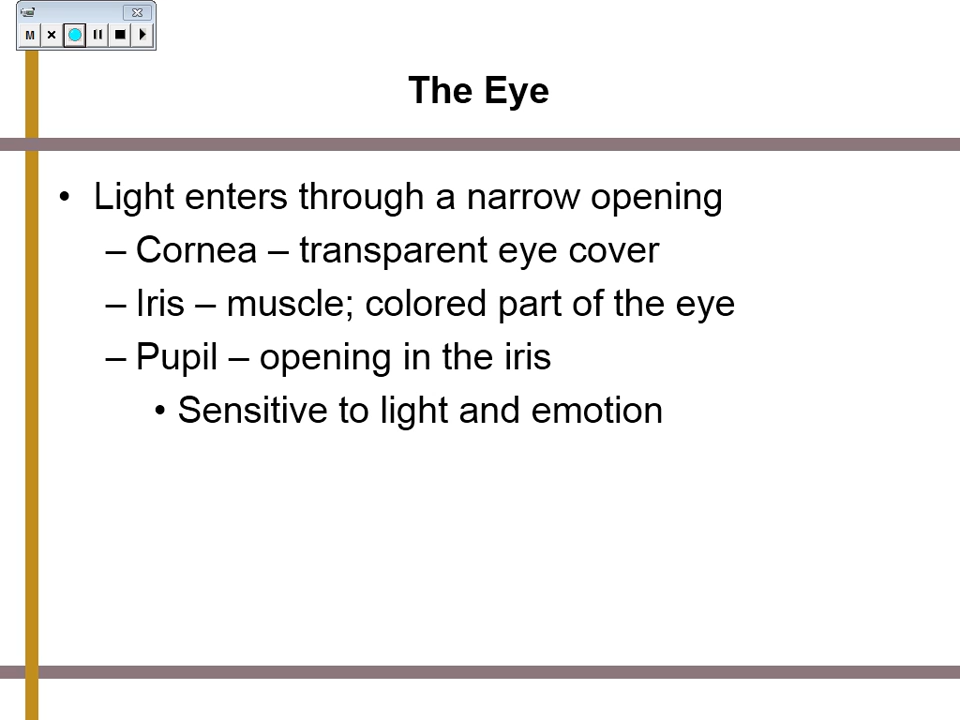 M
The Eye
• Light enters through a narrow opening
– Cornea – transparent eye cover
– Iris – muscle; colored part of the eye
– Pupil – opening in the iris
• Sensitive to light and emotion